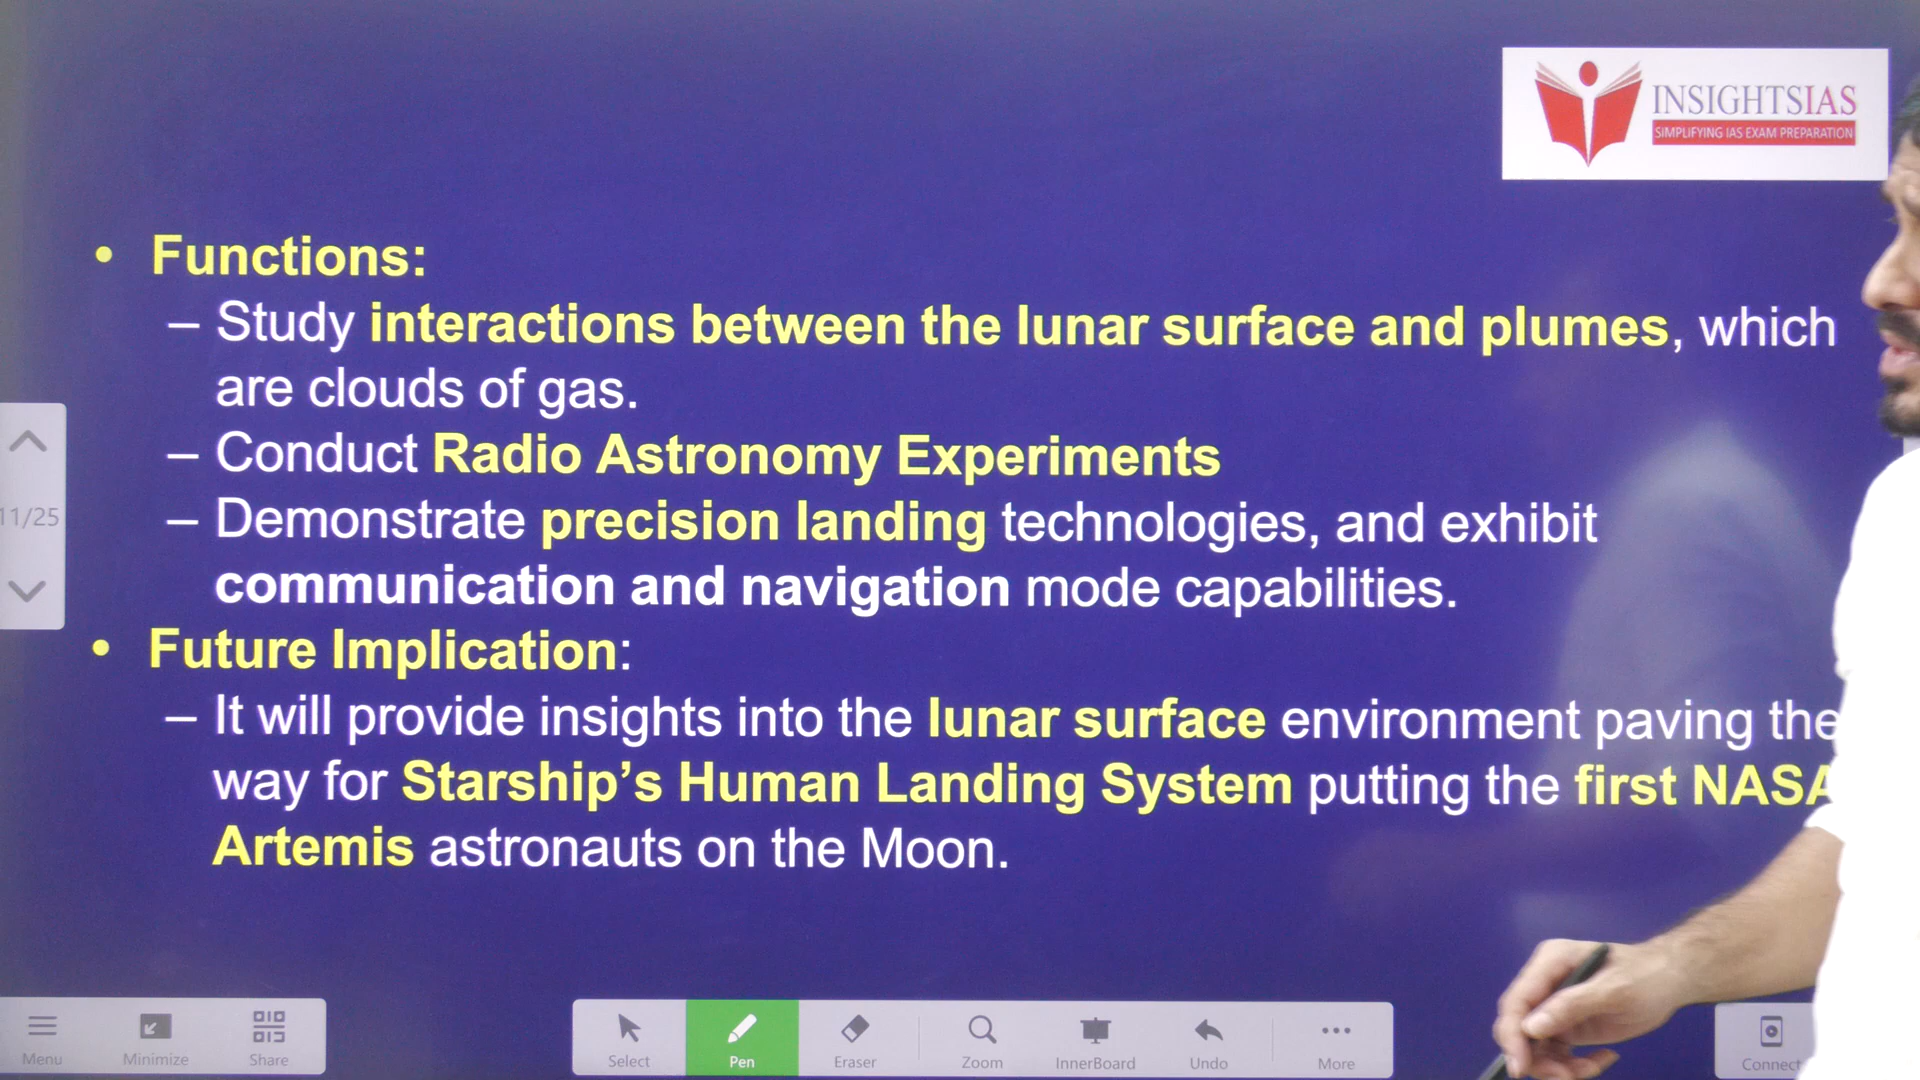 INSIGHTSIAS
SIMPLIFYING IAS EXAM PREPARATION
• Functions:
– Study interactions between the lunar surface and plumes, which
are clouds of gas.
– Conduct Radio Astronomy Experiments
– Demonstrate precision landing technologies, and exhibit
communication and navigation mode capabilities.
• Future Implication:
– It will provide insights into the lunar surface environment paving the
way for Starship’s Human Landing System putting the first NASA
Artemis astronauts on the Moon.
11/25
Menu Minimize Share Select Pen Eraser Zoom InnerBoard Undo More Connect